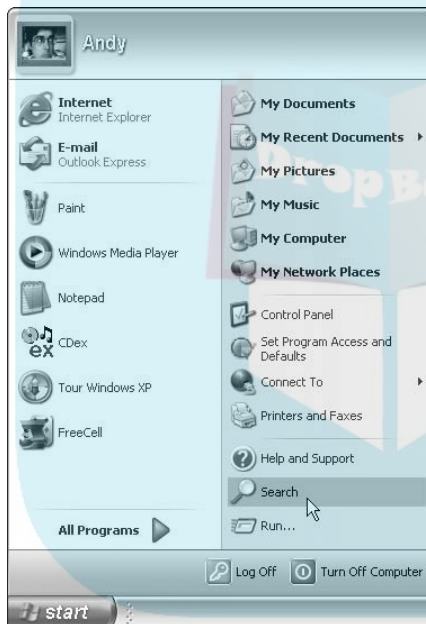 Andy
Internet
Internet Explorer
E-mail
Outlook Express
Paint
Windows Media Player
Notepad
CDex
Tour Windows XP
FreeCell
All Programs
My Documents
My Recent Documents
My Pictures
My Music
My Computer
My Network Places
Control Panel
Set Program Access and
Defaults
Connect To
Printers and Faxes
Help and Support
Search
Run...
Log Off
Turn Off Computer
start